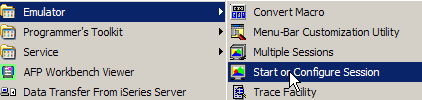 Emulator
Programmer's Toolkit
Service
AFP Workbench Viewer
Data Transfer From iSeries Server
Convert Macro
Menu-Bar Customization Utility
Multiple Sessions
Start or Configure Session
Trace Facility